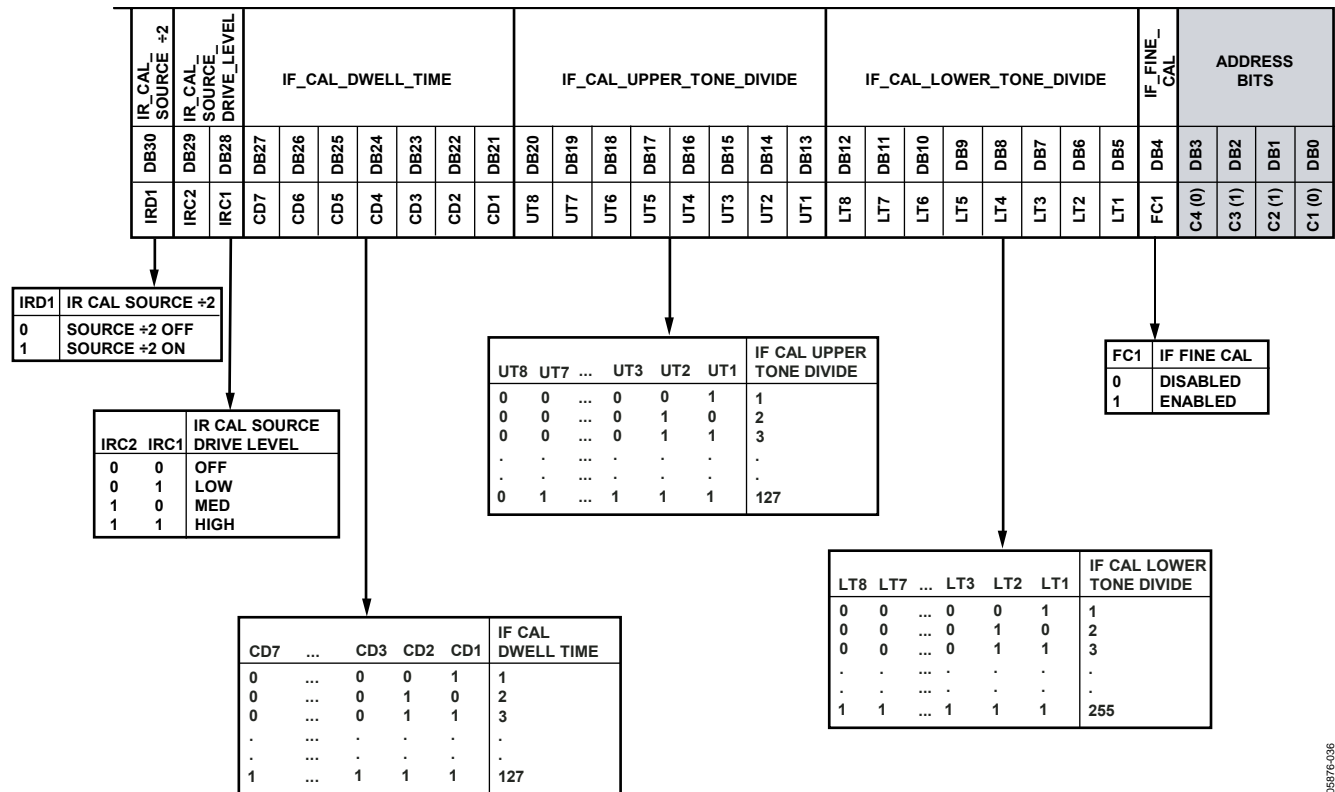 IR_CAL_ SOURCE ÷2
IR_CAL_ SOURCE_ DRIVE_LEVEL
IF_CAL_DWELL_TIME
IF_CAL_UPPER_TONE_DIVIDE
IF_CAL_LOWER_TONE_DIVIDE
IF_FINE_ CAL
ADDRESS BITS
DB30 DB29 DB28 DB27 DB26 DB25 DB24 DB23 DB22 DB21 DB20 DB19 DB18 DB17 DB16 DB15 DB14 DB13 DB12 DB11 DB10 DB9 DB8 DB7 DB6 DB5 DB4 DB3 DB2 DB1 DB0
IRD1 IRC2 IRC1 CD7 CD6 CD5 CD4 CD3 CD2 CD1 UT8 UT7 UT6 UT5 UT4 UT3 UT2 UT1 LT8 LT7 LT6 LT5 LT4 LT3 LT2 LT1 FC1 C4 (0) C3 (1) C2 (1) C1 (0)
IRD1 IR CAL SOURCE ÷2
0 SOURCE ÷2 OFF
1 SOURCE ÷2 ON
IRC2 IRC1 IR CAL SOURCE DRIVE LEVEL
0 0 OFF
0 1 LOW
1 0 MED
1 1 HIGH
CD7 ... CD3 CD2 CD1 IF CAL DWELL TIME
0 ... 0 0 1 1
0 ... 0 1 0 2
0 ... 0 1 1 3
. ... . . . .
. ... . . . .
1 ... 1 1 1 127
UT8 UT7 ... UT3 UT2 UT1 IF CAL UPPER TONE DIVIDE
0 0 ... 0 0 1 1
0 0 ... 0 1 0 2
0 0 ... 0 1 1 3
. . ... . . . .
. . ... . . . .
0 1 ... 1 1 1 127
LT8 LT7 ... LT3 LT2 LT1 IF CAL LOWER TONE DIVIDE
0 0 ... 0 0 1 1
0 0 ... 0 1 0 2
0 0 ... 0 1 1 3
. . ... . . . .
. . ... . . . .
1 1 ... 1 1 1 255
FC1 IF FINE CAL
0 DISABLED
1 ENABLED
05876-036